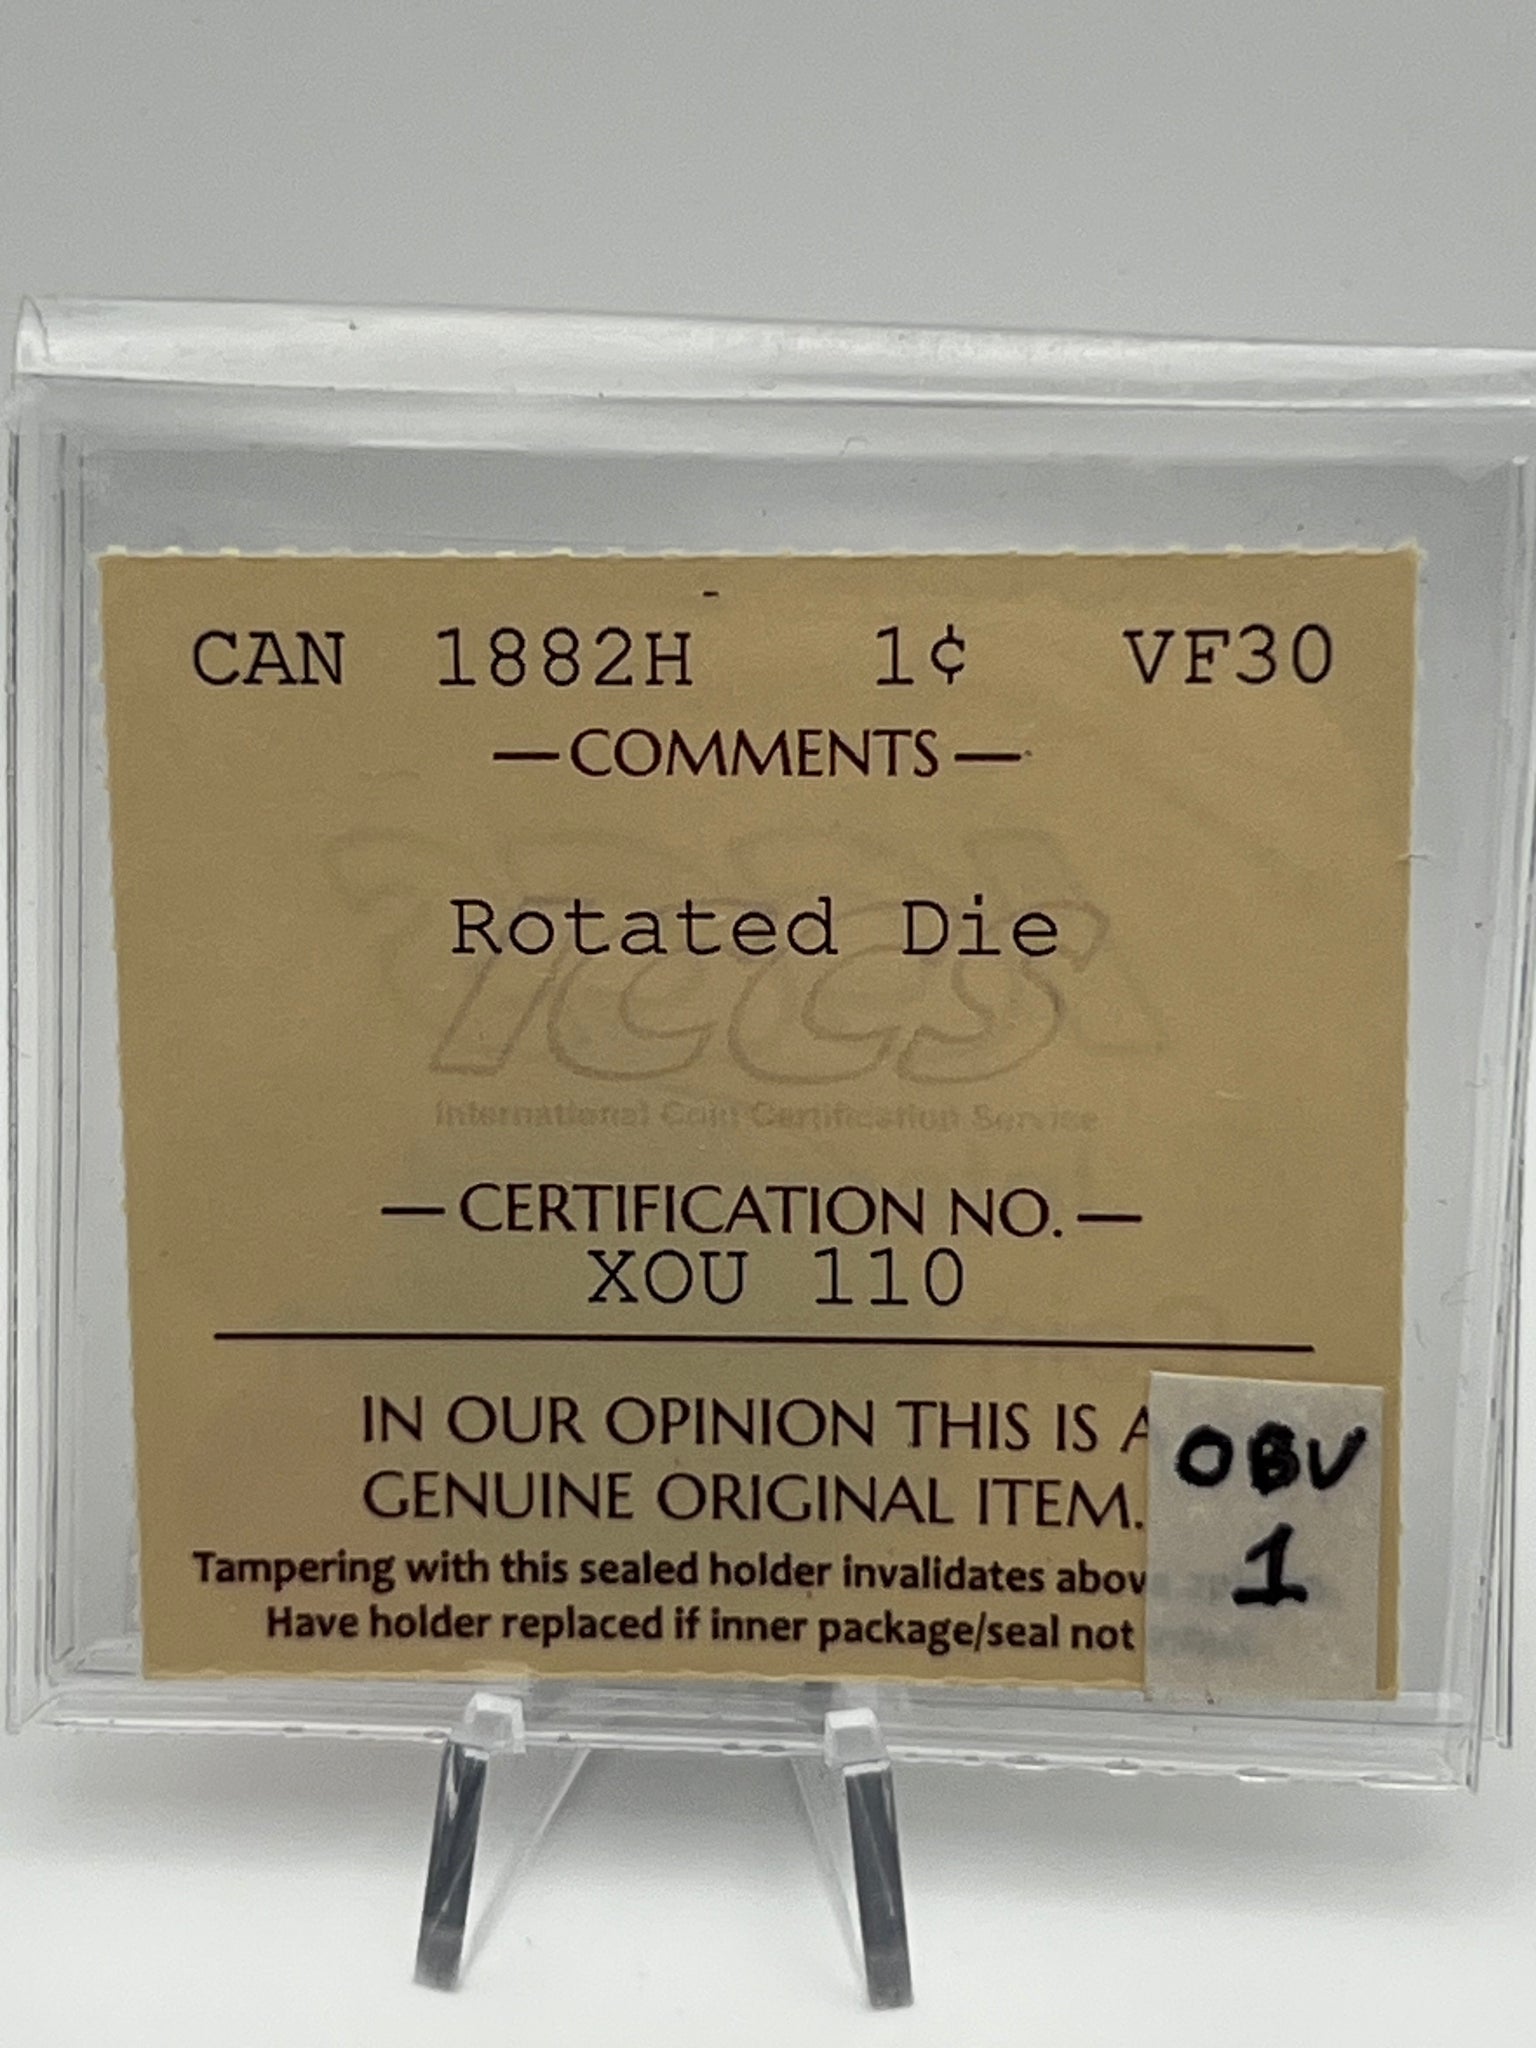 CAN 1882H 1¢ VF30
— COMMENTS —
Rotated Die
ICCS
International Coin Certification Service
— CERTIFICATION NO. —
XOU 110
IN OUR OPINION THIS IS A
GENUINE ORIGINAL ITEM.
Tampering with this sealed holder invalidates abov
Have holder replaced if inner package/seal not
OBV
1